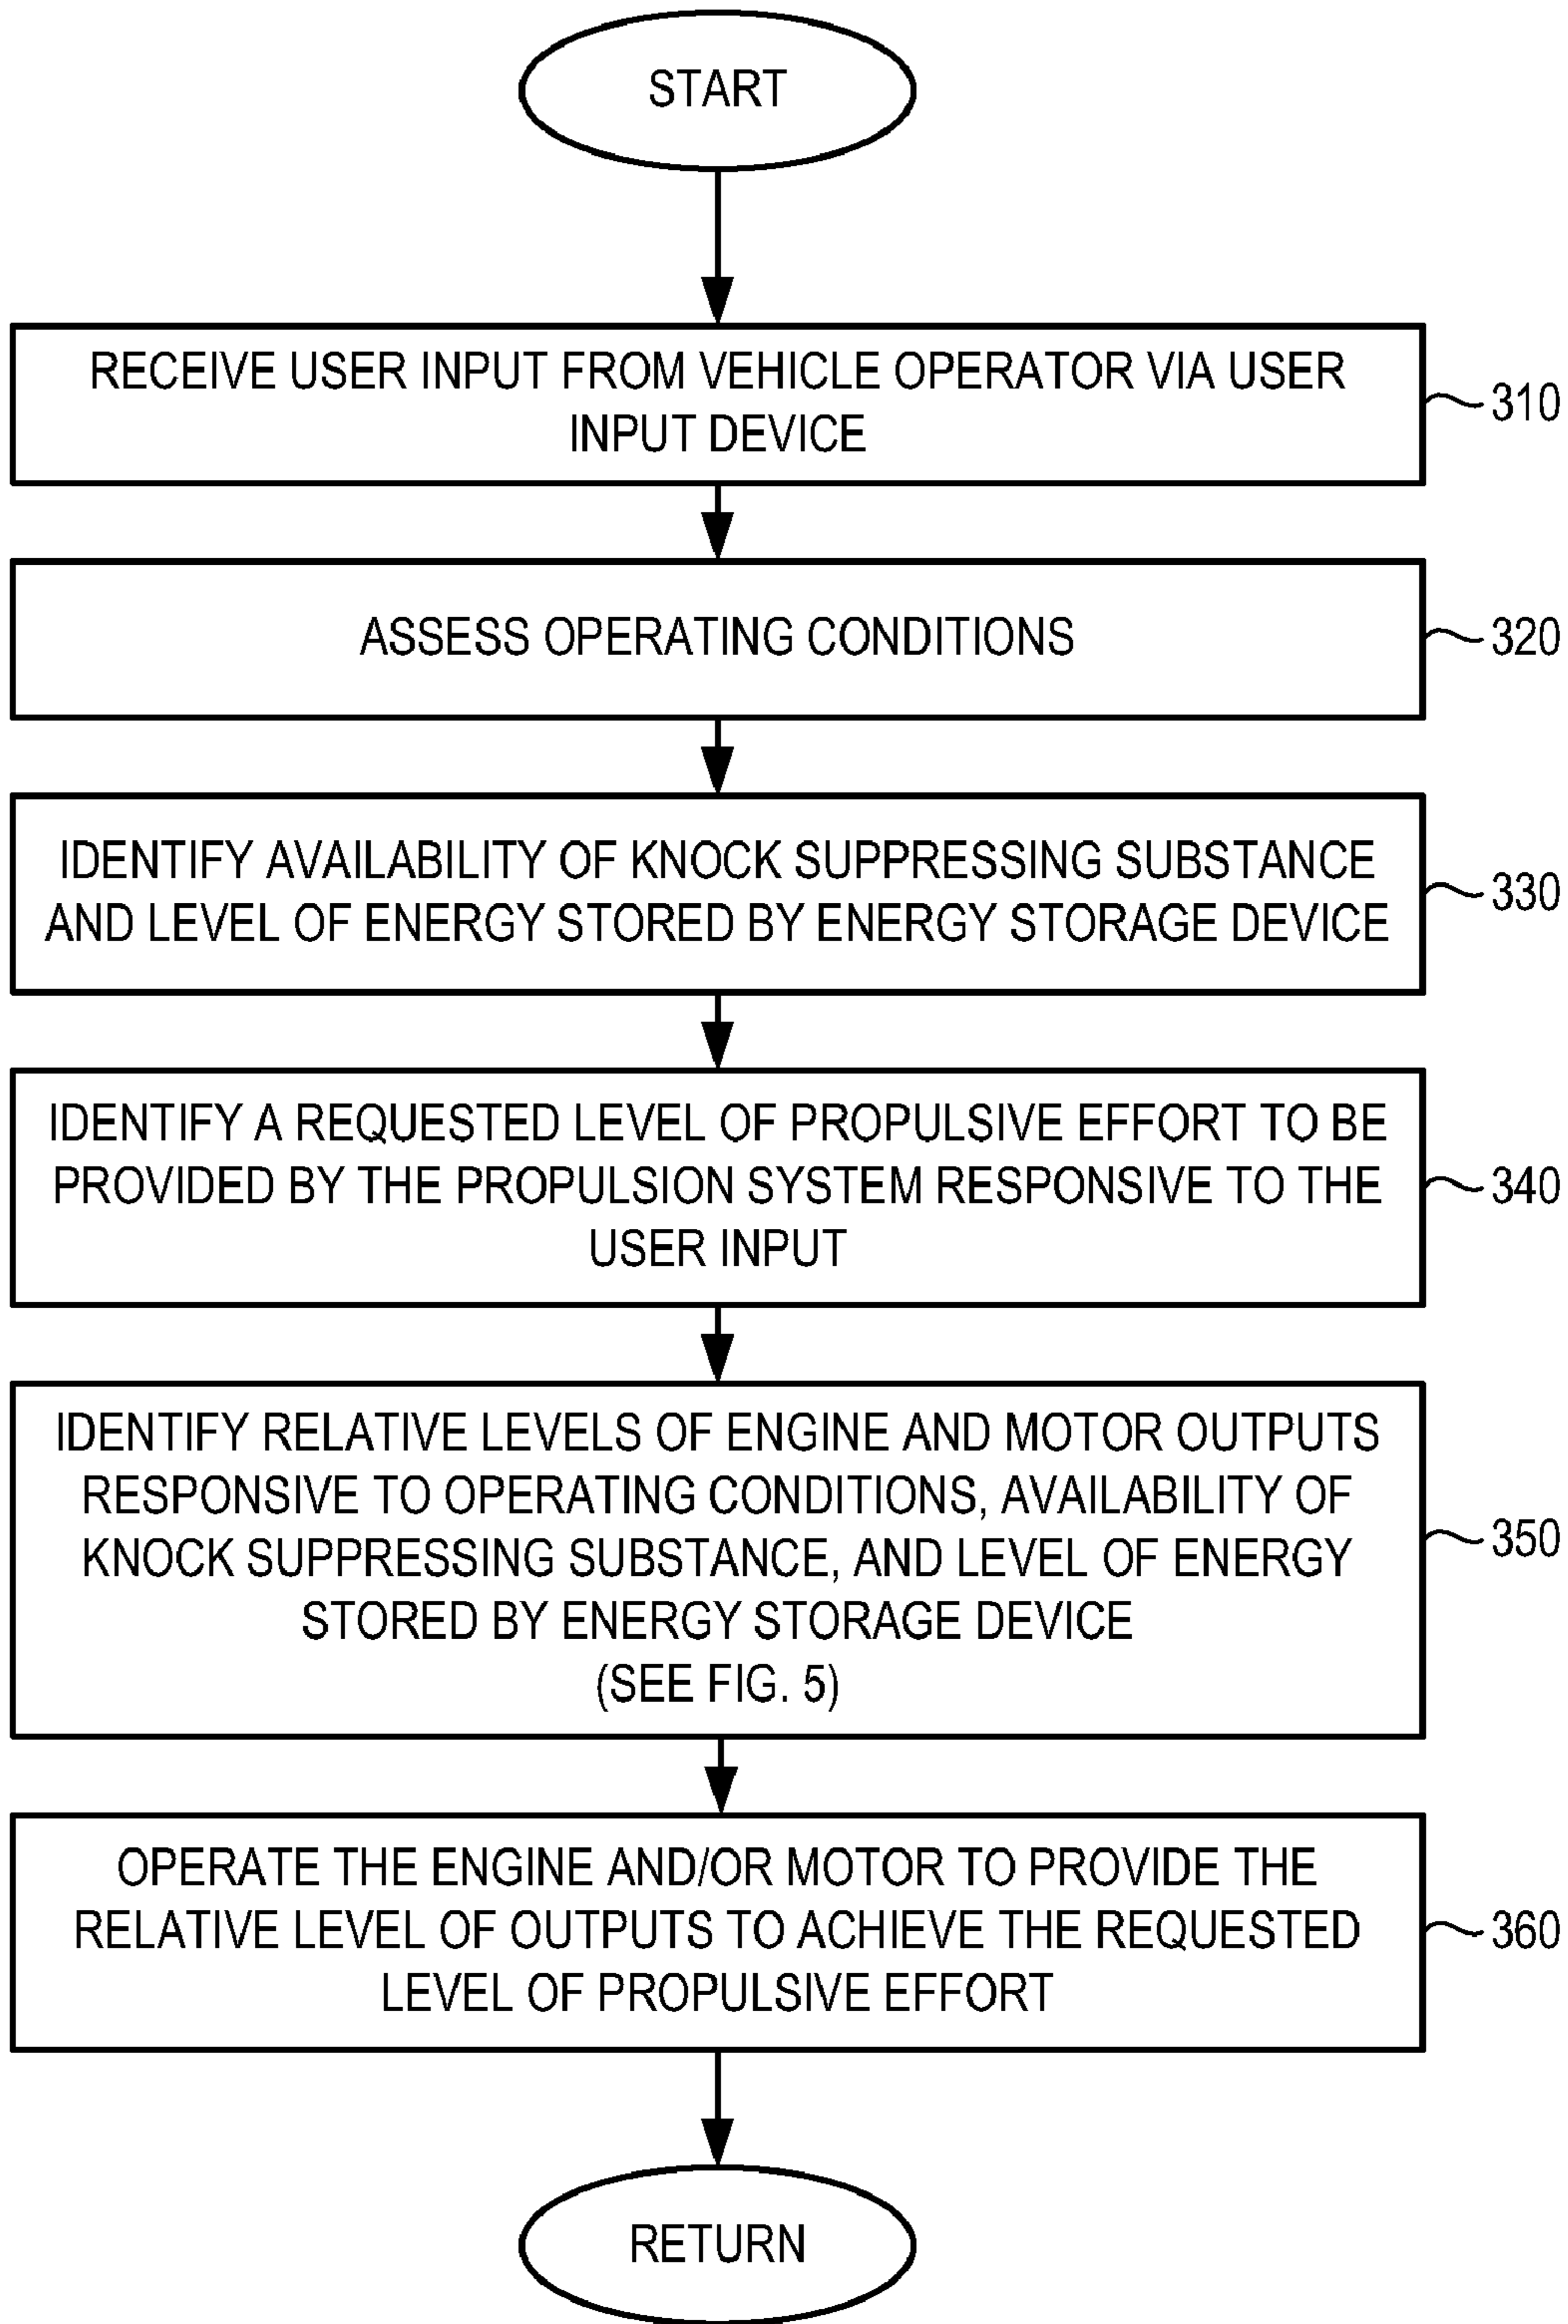 START
RECEIVE USER INPUT FROM VEHICLE OPERATOR VIA USER
INPUT DEVICE
310
ASSESS OPERATING CONDITIONS
320
IDENTIFY AVAILABILITY OF KNOCK SUPPRESSING SUBSTANCE
AND LEVEL OF ENERGY STORED BY ENERGY STORAGE DEVICE
330
IDENTIFY A REQUESTED LEVEL OF PROPULSIVE EFFORT TO BE
PROVIDED BY THE PROPULSION SYSTEM RESPONSIVE TO THE
USER INPUT
340
IDENTIFY RELATIVE LEVELS OF ENGINE AND MOTOR OUTPUTS
RESPONSIVE TO OPERATING CONDITIONS, AVAILABILITY OF
KNOCK SUPPRESSING SUBSTANCE, AND LEVEL OF ENERGY
STORED BY ENERGY STORAGE DEVICE
(SEE FIG. 5)
350
OPERATE THE ENGINE AND/OR MOTOR TO PROVIDE THE
RELATIVE LEVEL OF OUTPUTS TO ACHIEVE THE REQUESTED
LEVEL OF PROPULSIVE EFFORT
360
RETURN